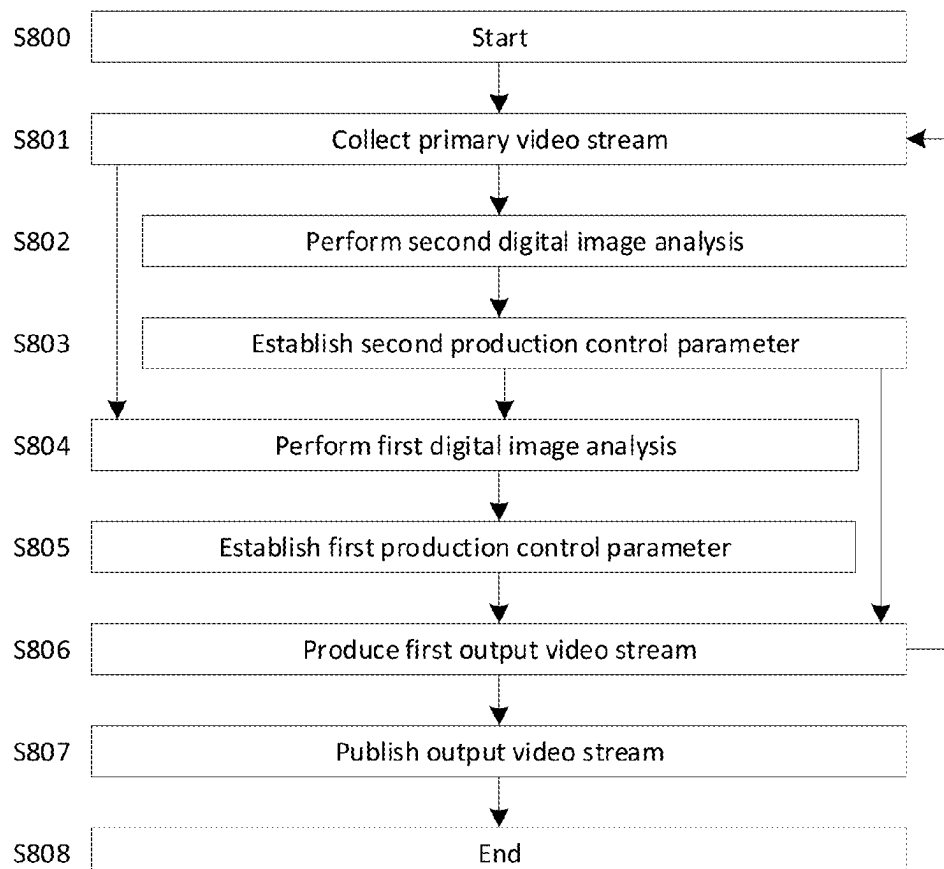 S800 Start
S801 Collect primary video stream
S802 Perform second digital image analysis
S803 Establish second production control parameter
S804 Perform first digital image analysis
S805 Establish first production control parameter
S806 Produce first output video stream
S807 Publish output video stream
S808 End